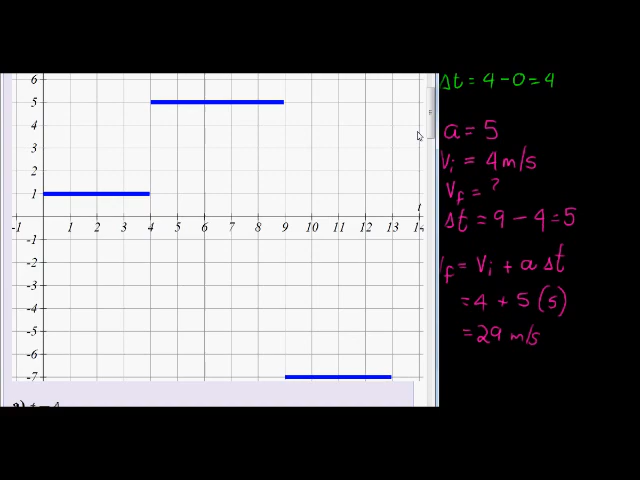 6
5
4
3
2
1
t
-1 1 2 3 4 5 6 7 8 9 10 11 12 13 14
-1
-2
-3
-4
-5
-6
-7
Δt = 4 - 0 = 4
a = 5
Vi = 4 m/s
Vf = ?
Δt = 9 - 4 = 5
Vf = Vi + a Δt
= 4 + 5 (5)
= 29 m/s